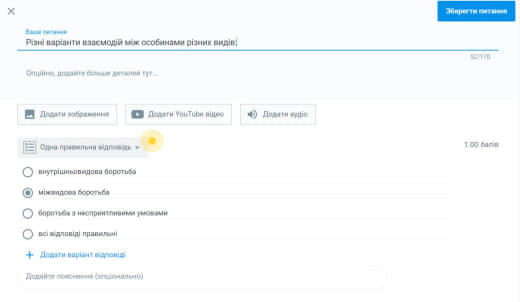 Зберегти питання
Ваше питання
Різні варіанти взаємодій між особинами різних видів:
52/170
Опційно, додайте більше деталей тут...
Додати зображення
Додати YouTube відео
Додати аудіо
Одна правильна відповідь
1.00 балів
внутрішньовидова боротьба
міжвидова боротьба
боротьба з несприятливими умовами
всі відповіді правильні
+ Додати варіант відповіді
Додайте пояснення (опціонально)